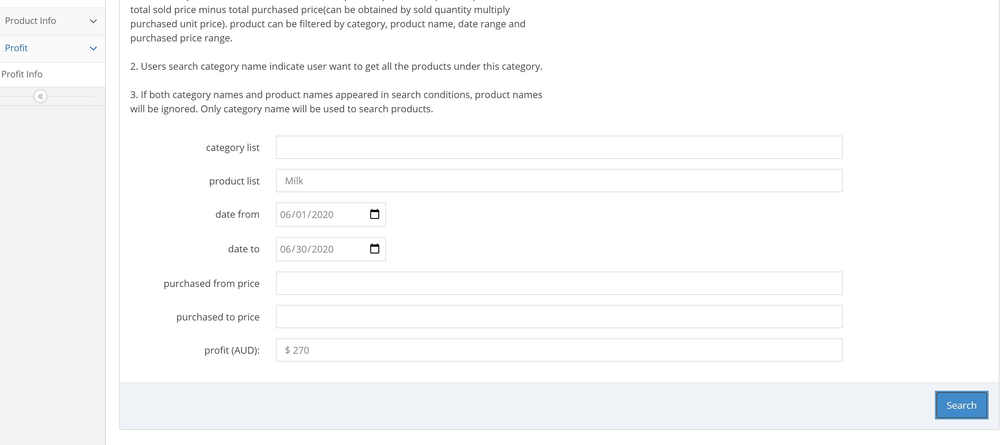 Product Info
Profit
Profit Info
total sold price minus total purchased price(can be obtained by sold quantity multiply
purchased unit price). product can be filtered by category, product name, date range and
purchased price range.
2. Users search category name indicate user want to get all the products under this category.
3. If both category names and product names appeared in search conditions, product names
will be ignored. Only category name will be used to search products.
category list
product list Milk
date from 06/01/2020
date to 06/30/2020
purchased from price
purchased to price
profit (AUD): $ 270
Search